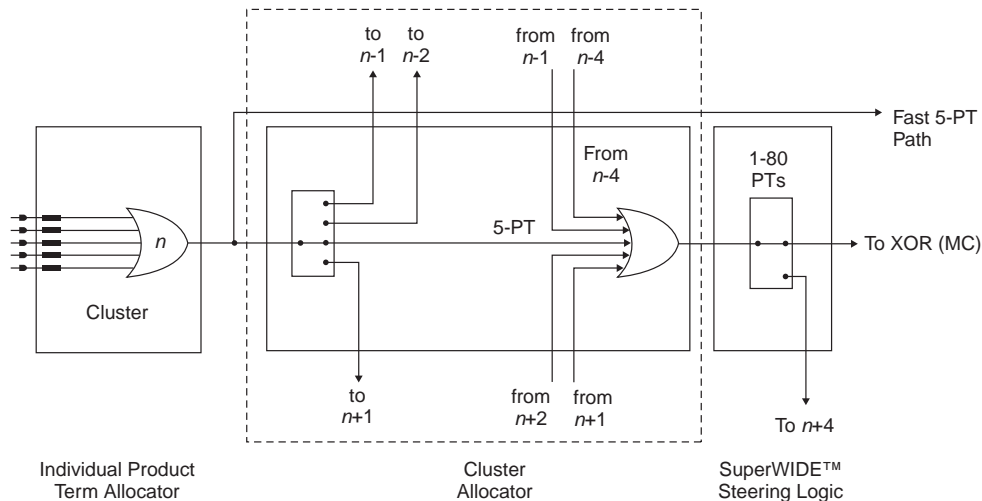 to
n-1
to
n-2
from
n-1
from
n-4
Fast 5-PT
Path
From
n-4
1-80
PTs
n
5-PT
To XOR (MC)
Cluster
to
n+1
from
n+2
from
n+1
To n+4
Individual Product
Term Allocator
Cluster
Allocator
SuperWIDE™
Steering Logic